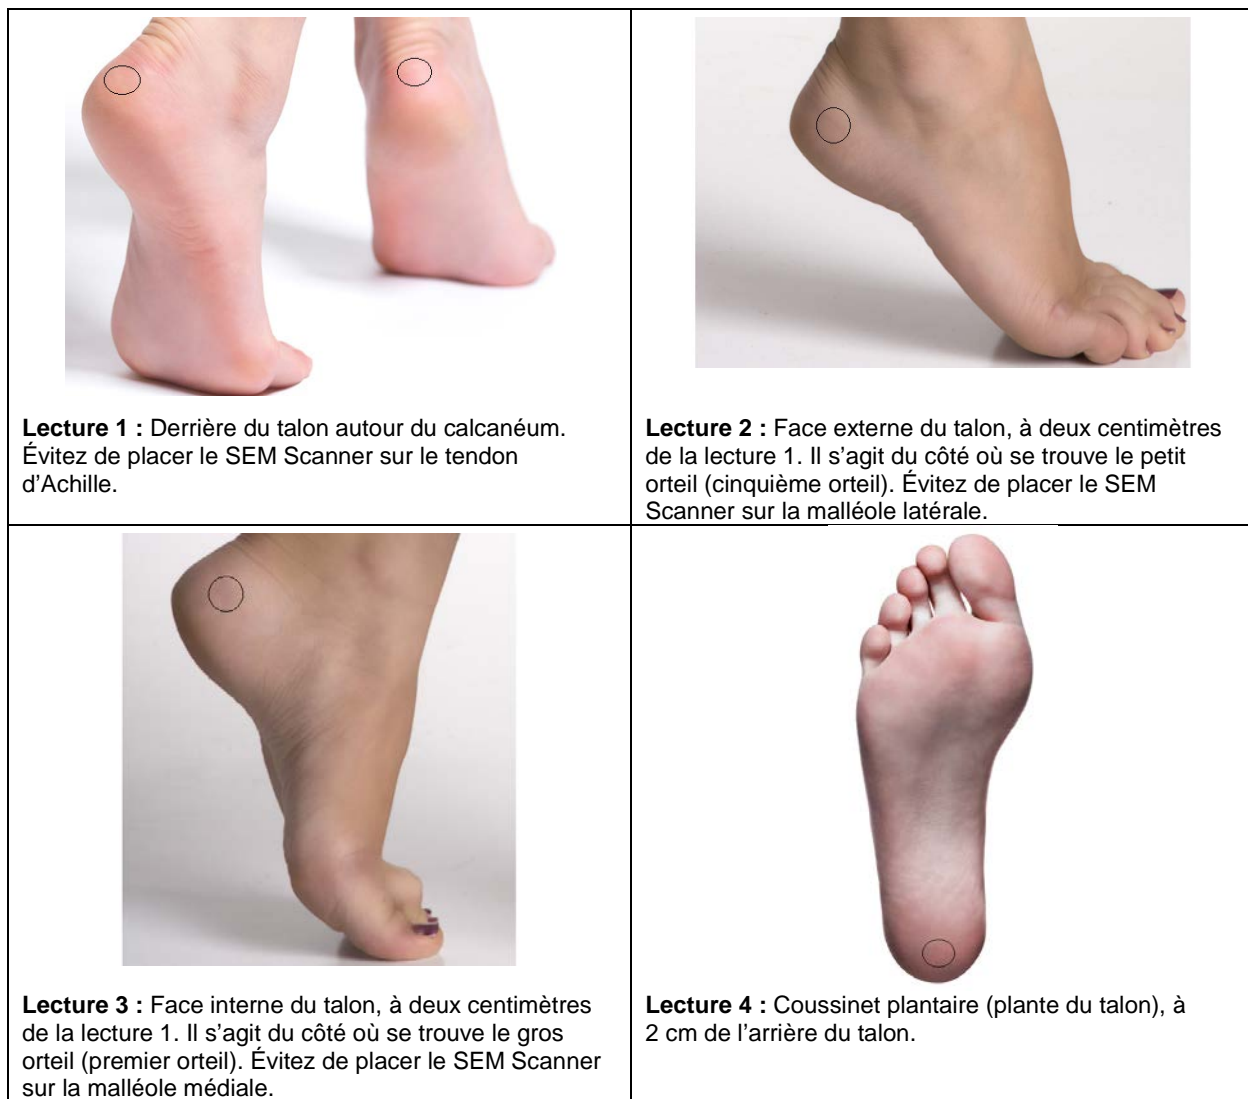 Lecture 1 : Derrière du talon autour du calcanéum.
Évitez de placer le SEM Scanner sur le tendon
d’Achille.
Lecture 2 : Face externe du talon, à deux centimètres
de la lecture 1. Il s’agit du côté où se trouve le petit
orteil (cinquième orteil). Évitez de placer le SEM
Scanner sur la malléole latérale.
Lecture 3 : Face interne du talon, à deux centimètres
de la lecture 1. Il s’agit du côté où se trouve le gros
orteil (premier orteil). Évitez de placer le SEM Scanner
sur la malléole médiale.
Lecture 4 : Coussinet plantaire (plante du talon), à
2 cm de l’arrière du talon.